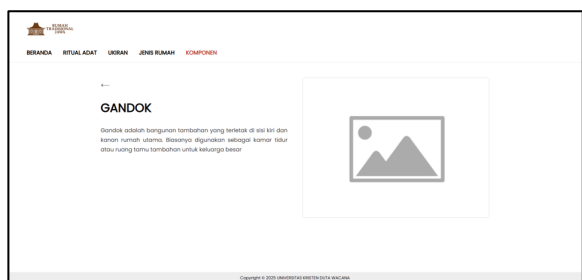 RUMAH
TRADISIONAL
JAWA
BERANDA RITUAL ADAT UKIRAN JENIS RUMAH KOMPONEN
←
GANDOK
Gandok adalah bangunan tambahan yang terletak di sisi kiri dan
kanan rumah utama. Biasanya digunakan sebagai kamar tidur
atau ruang tamu tambahan untuk keluarga besar
Copyright © 2025 UNIVERSITAS KRISTEN DUTA WACANA